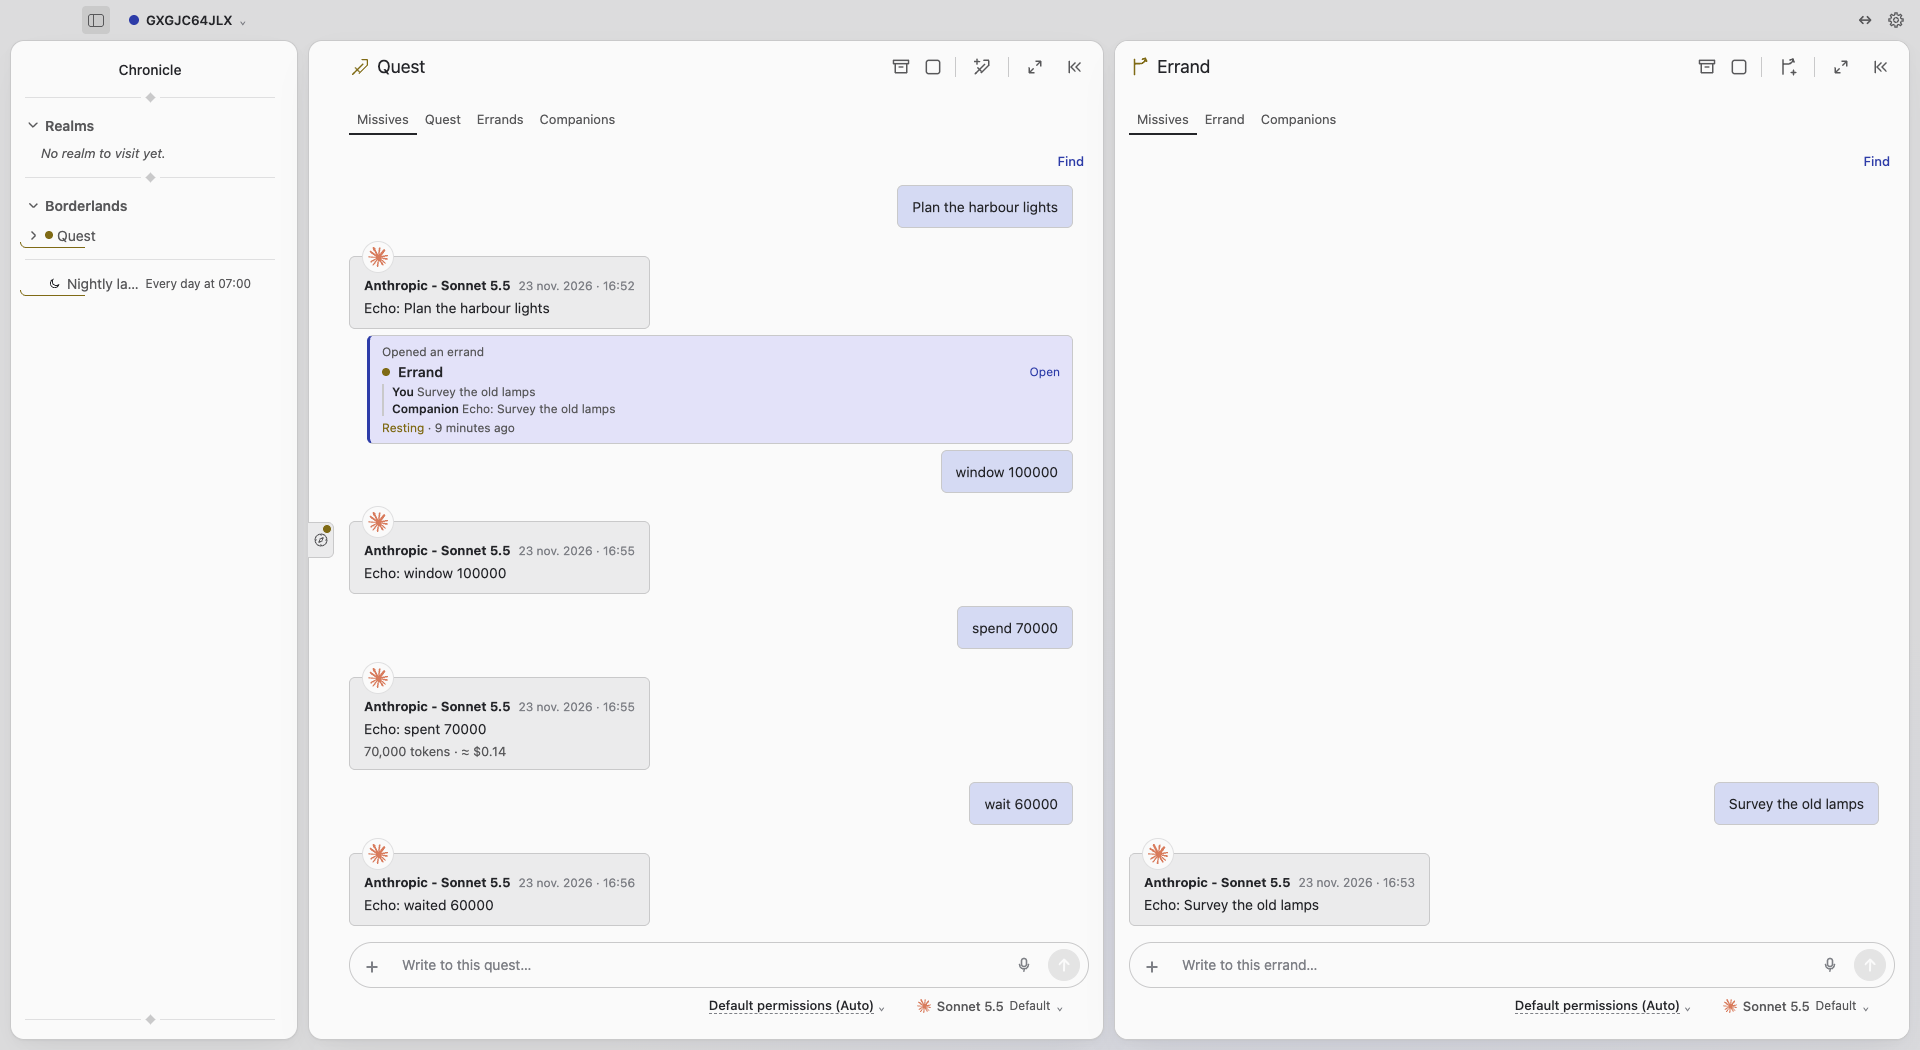 GXGJC64JLX
Chronicle
Realms
No realm to visit yet.
Borderlands
Quest
Nightly la... Every day at 07:00
Quest
Missives Quest Errands Companions
Find
Plan the harbour lights
Anthropic - Sonnet 5.5 23 nov. 2026 · 16:52
Echo: Plan the harbour lights
Opened an errand
Errand
Open
You Survey the old lamps
Companion Echo: Survey the old lamps
Resting · 9 minutes ago
window 100000
Anthropic - Sonnet 5.5 23 nov. 2026 · 16:55
Echo: window 100000
spend 70000
Anthropic - Sonnet 5.5 23 nov. 2026 · 16:55
Echo: spent 70000
70,000 tokens · ≈ $0.14
wait 60000
Anthropic - Sonnet 5.5 23 nov. 2026 · 16:56
Echo: waited 60000
Write to this quest...
Default permissions (Auto) Sonnet 5.5 Default
Errand
Missives Errand Companions
Find
Survey the old lamps
Anthropic - Sonnet 5.5 23 nov. 2026 · 16:53
Echo: Survey the old lamps
Write to this errand...
Default permissions (Auto) Sonnet 5.5 Default